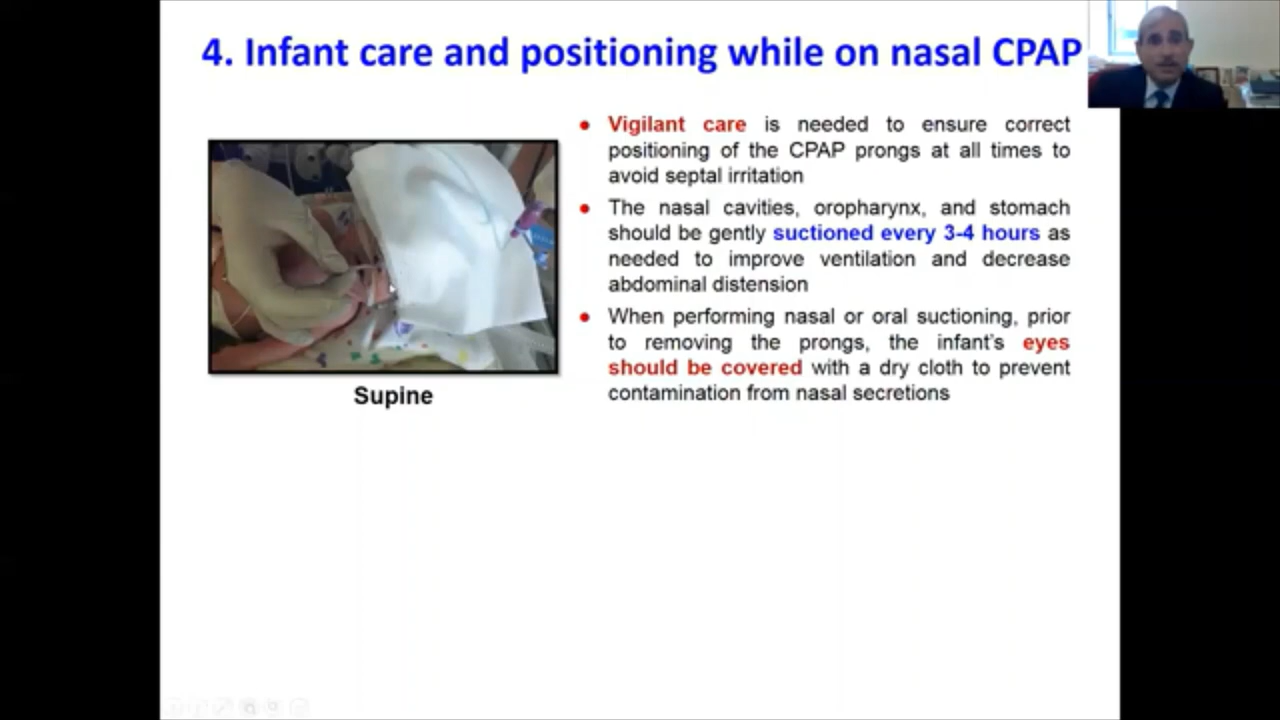 4. Infant care and positioning while on nasal CPAP
• Vigilant care is needed to ensure correct
positioning of the CPAP prongs at all times to
avoid septal irritation
• The nasal cavities, oropharynx, and stomach
should be gently suctioned every 3-4 hours as
needed to improve ventilation and decrease
abdominal distension
• When performing nasal or oral suctioning, prior
to removing the prongs, the infant's eyes
should be covered with a dry cloth to prevent
contamination from nasal secretions
Supine